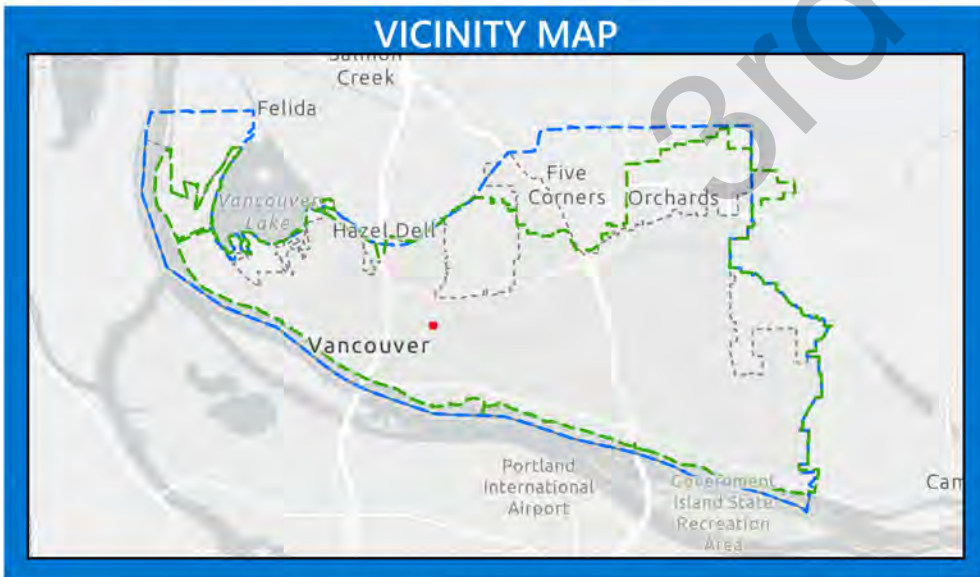 VICINITY MAP
3rd
Salmon
Creek
Felida
Five
Corners
Orchards
Vancouver
Lake
Hazel Dell
Vancouver
Portland
International
Airport
Government
Island State
Recreation
Area
Cam